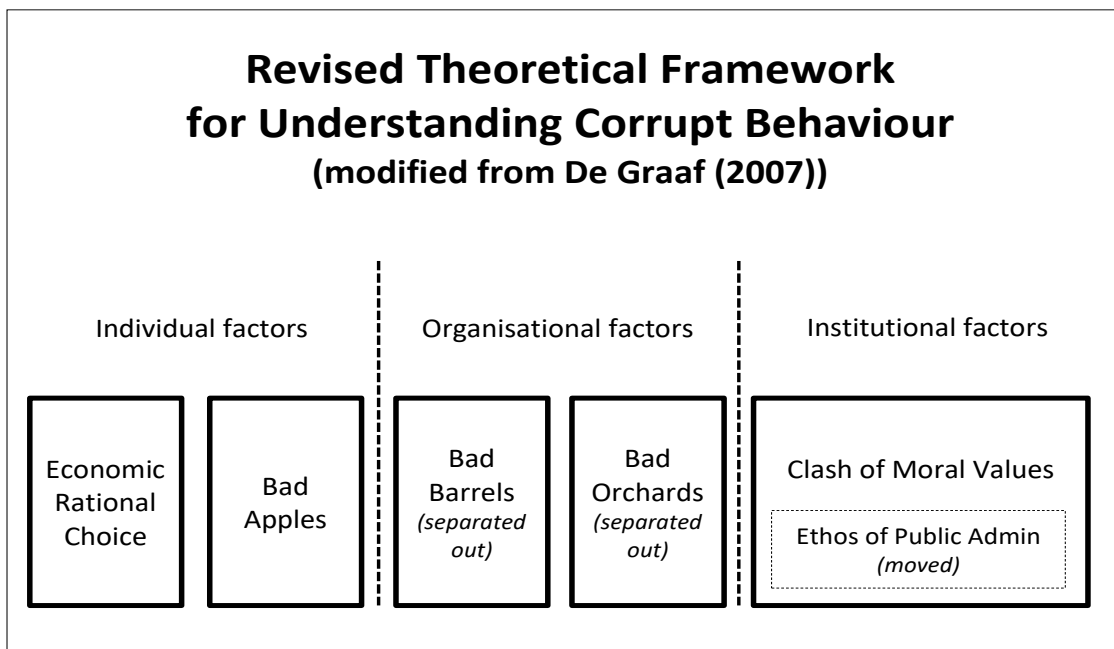 Revised Theoretical Framework
for Understanding Corrupt Behaviour
(modified from De Graaf (2007))
Individual factors
Organisational factors
Institutional factors
Economic
Rational
Choice
Bad
Apples
Bad
Barrels
(separated
out)
Bad
Orchards
(separated
out)
Clash of Moral Values
Ethos of Public Admin
(moved)